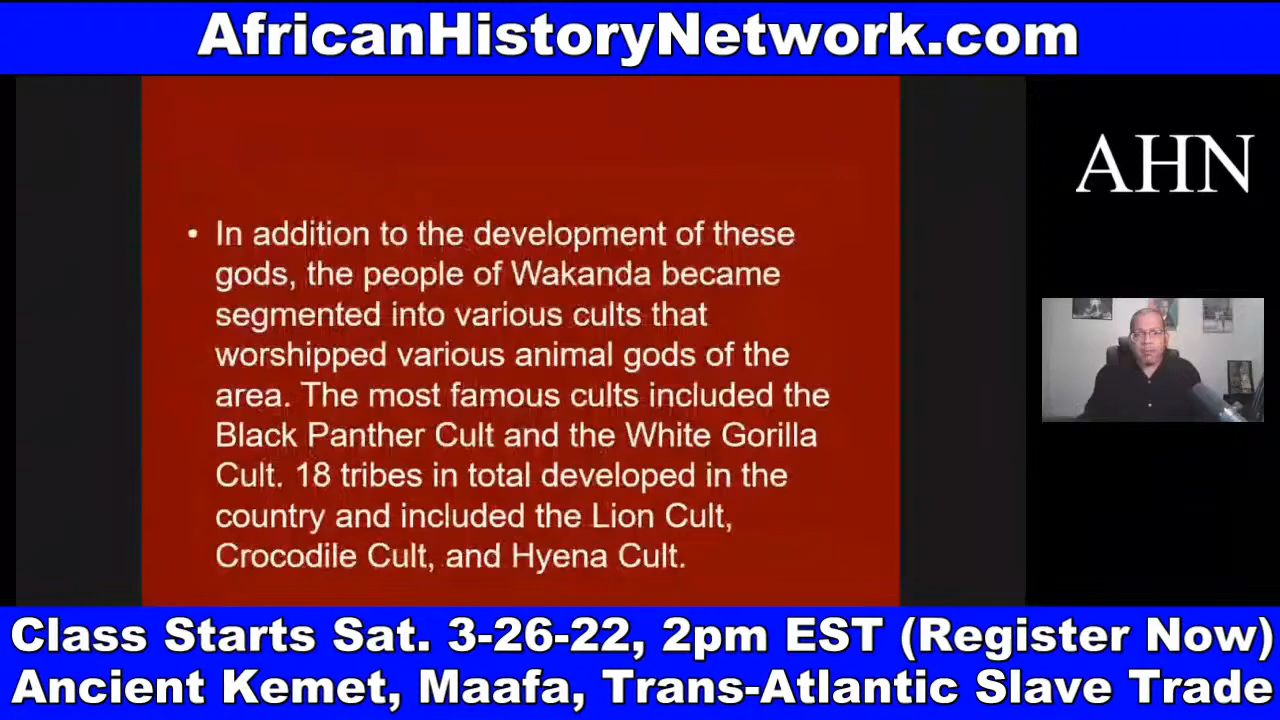 AfricanHistoryNetwork.com
AHN
• In addition to the development of these
gods, the people of Wakanda became
segmented into various cults that
worshipped various animal gods of the
area. The most famous cults included the
Black Panther Cult and the White Gorilla
Cult. 18 tribes in total developed in the
country and included the Lion Cult,
Crocodile Cult, and Hyena Cult.
Class Starts Sat. 3-26-22, 2pm EST (Register Now)
Ancient Kemet, Maafa, Trans-Atlantic Slave Trade